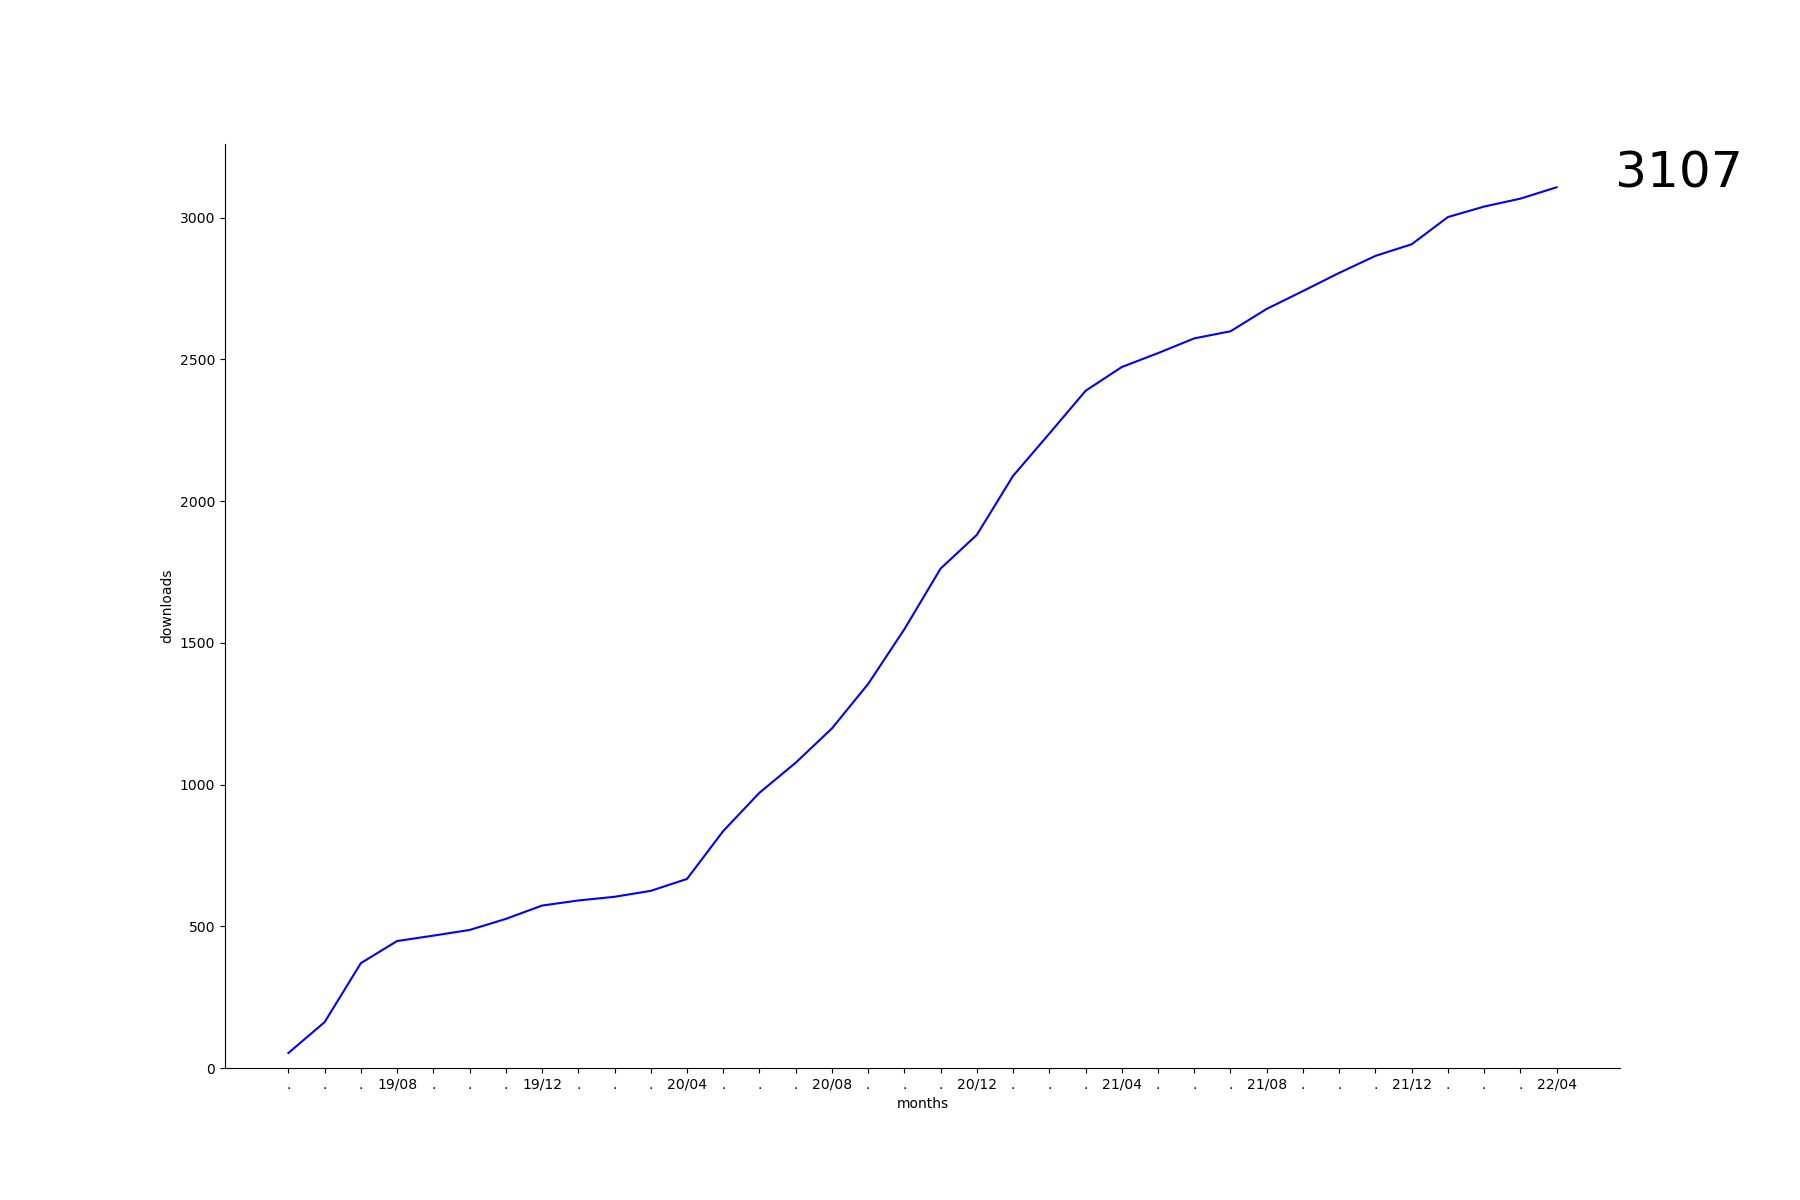 3107
3000
2500
2000
1500
1000
500
0
downloads
. . . 19/08 . . . 19/12 . . . 20/04 . . . 20/08 . . . 20/12 . . . 21/04 . . . 21/08 . . . 21/12 . . . 22/04
months